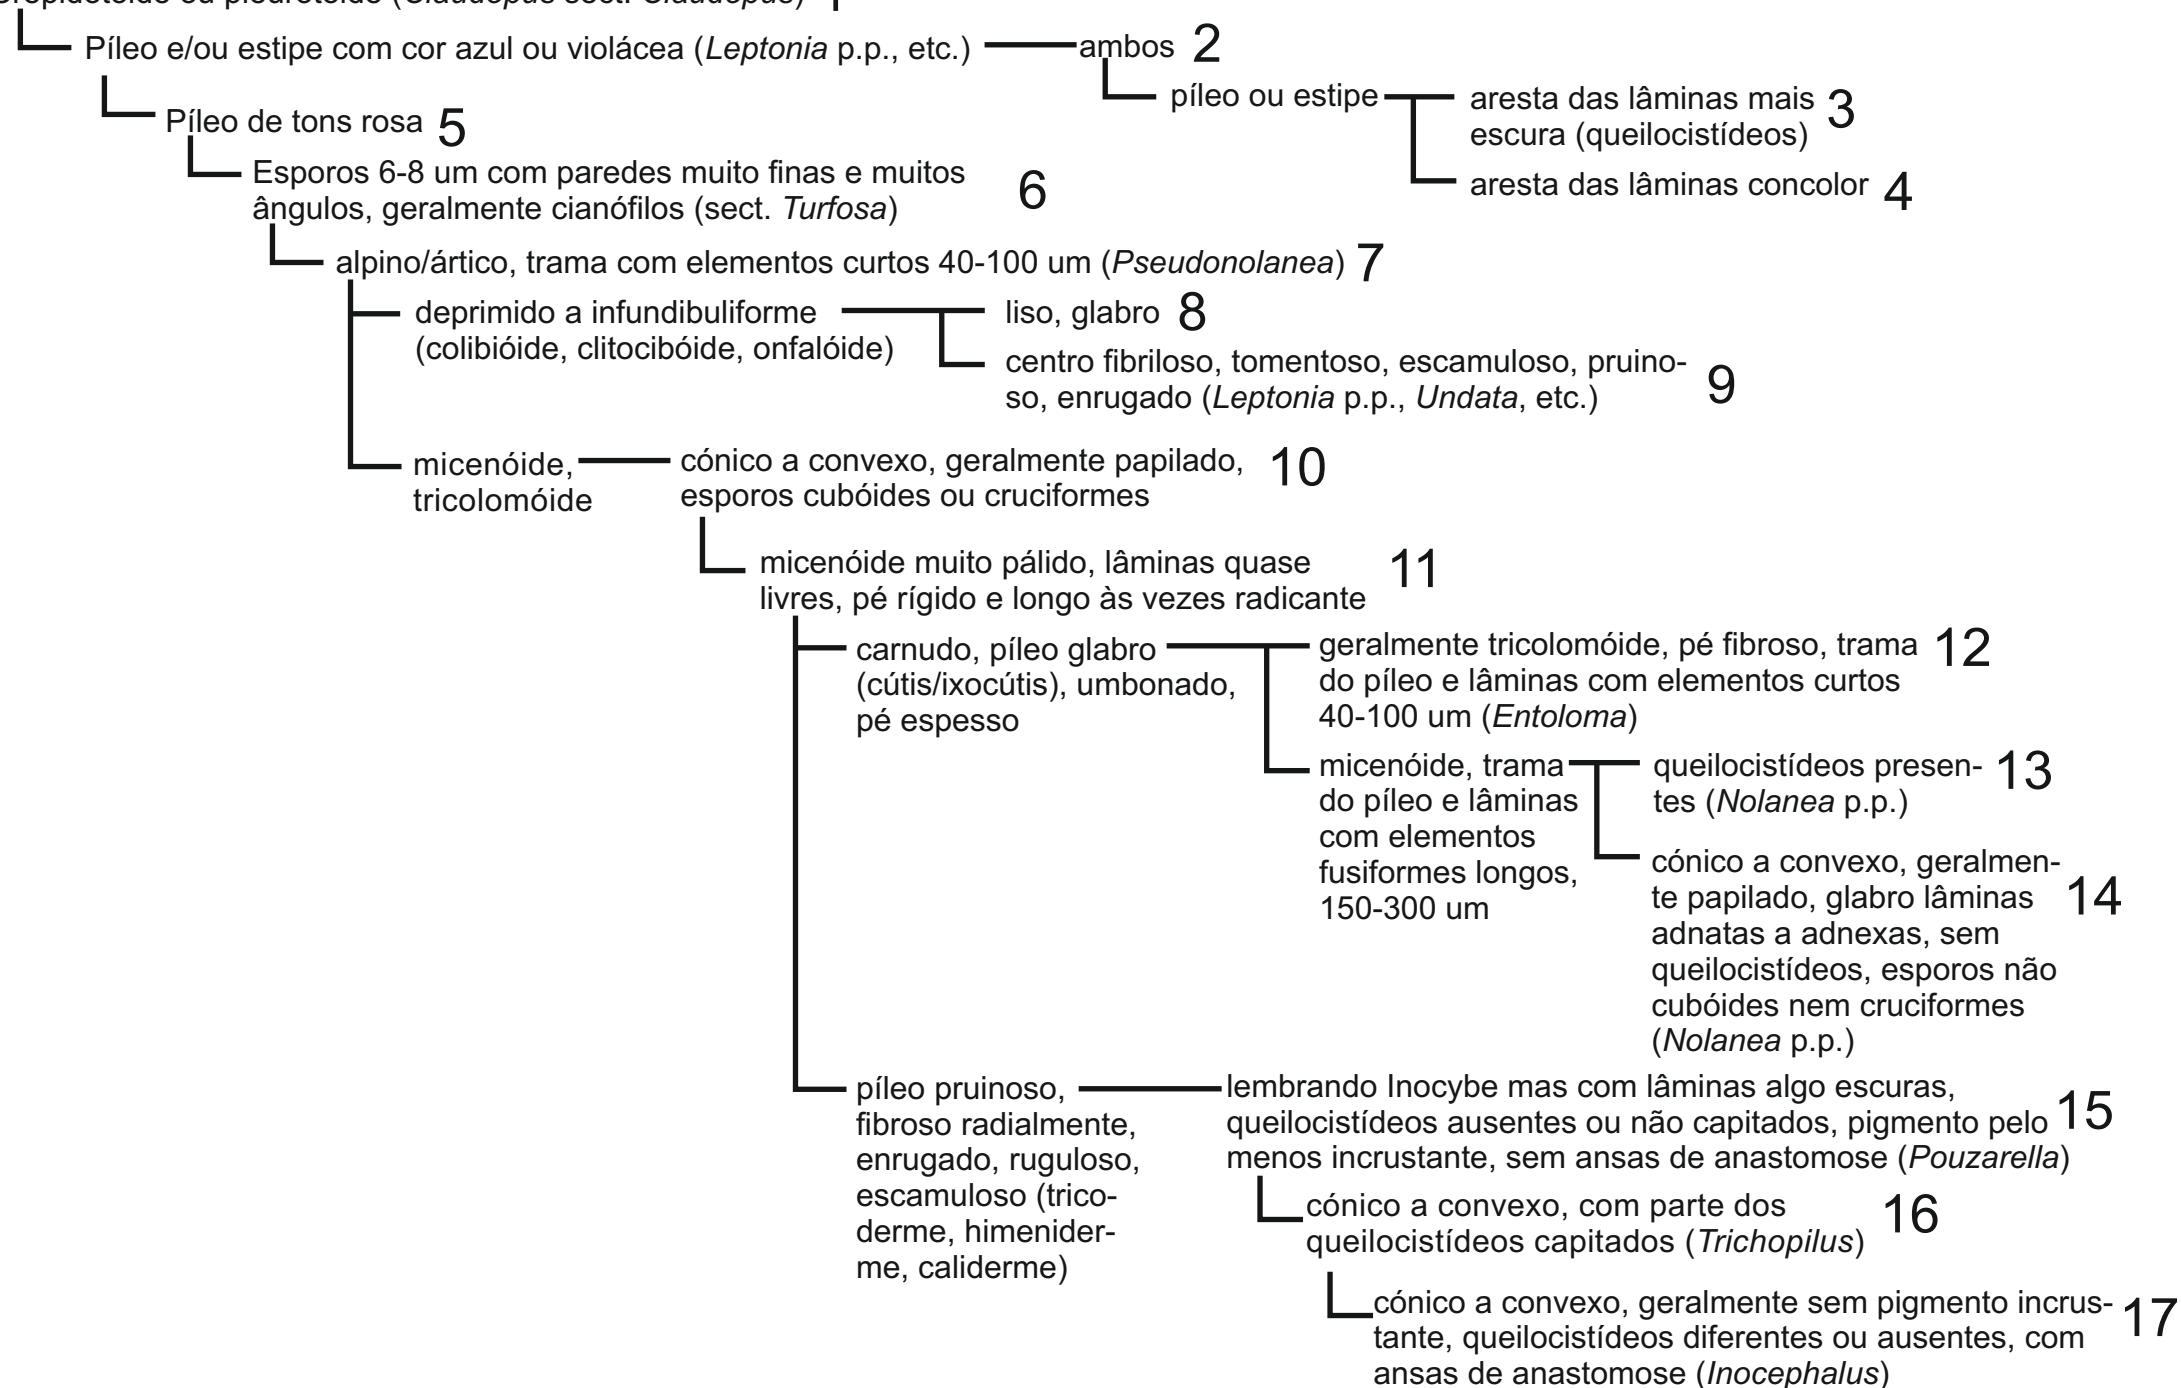 ou pleurotóide (Claudopus sect. Claudopus) 1
Píleo e/ou estipe com cor azul ou violácea (Leptonia p.p., etc.) ambos 2
píleo ou estipe
aresta das lâminas mais 3
escura (queilocistídeos)
aresta das lâminas concolor 4
Píleo de tons rosa 5
Esporos 6-8 um com paredes muito finas e muitos 6
ângulos, geralmente cianófilos (sect. Turfosa)
alpino/ártico, trama com elementos curtos 40-100 um (Pseudonolanea) 7
deprimido a infundibuliforme
(colibióide, clitocibóide, onfalóide)
liso, glabro 8
centro fibriloso, tomentoso, escamuloso, pruino- 9
so, enrugado (Leptonia p.p., Undata, etc.)
micenóide,
tricolomóide
cónico a convexo, geralmente papilado, 10
esporos cubóides ou cruciformes
micenóide muito pálido, lâminas quase 11
livres, pé rígido e longo às vezes radicante
carnudo, píleo glabro
(cútis/ixocútis), umbonado,
pé espesso
geralmente tricolomóide, pé fibroso, trama 12
do píleo e lâminas com elementos curtos
40-100 um (Entoloma)
micenóide, trama
do píleo e lâminas
com elementos
fusiformes longos,
150-300 um
queilocistídeos presen- 13
tes (Nolanea p.p.)
cónico a convexo, geralmen-
te papilado, glabro lâminas 14
adnatas a adnexas, sem
queilocistídeos, esporos não
cubóides nem cruciformes
(Nolanea p.p.)
píleo pruinoso,
fibroso radialmente,
enrugado, ruguloso,
escamuloso (trico-
derme, himenider-
me, caliderme)
lembrando Inocybe mas com lâminas algo escuras,
queilocistídeos ausentes ou não capitados, pigmento pelo 15
menos incrustante, sem ansas de anastomose (Pouzarella)
cónico a convexo, com parte dos 16
queilocistídeos capitados (Trichopilus)
cónico a convexo, geralmente sem pigmento incrus- 17
tante, queilocistídeos diferentes ou ausentes, com
ansas de anastomose (Inocephalus)